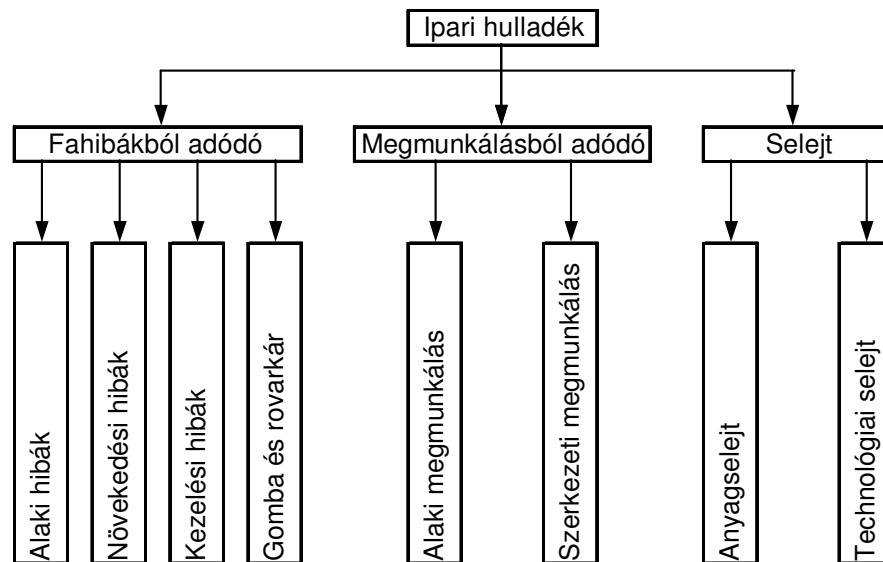 Ipari hulladék
Fahibákból adódó
Megmunkálásból adódó
Selejt
Alaki hibák
Növekedési hibák
Kezelési hibák
Gomba és rovarkár
Alaki megmunkálás
Szerkezeti megmunkálás
Anyagselejt
Technológiai selejt